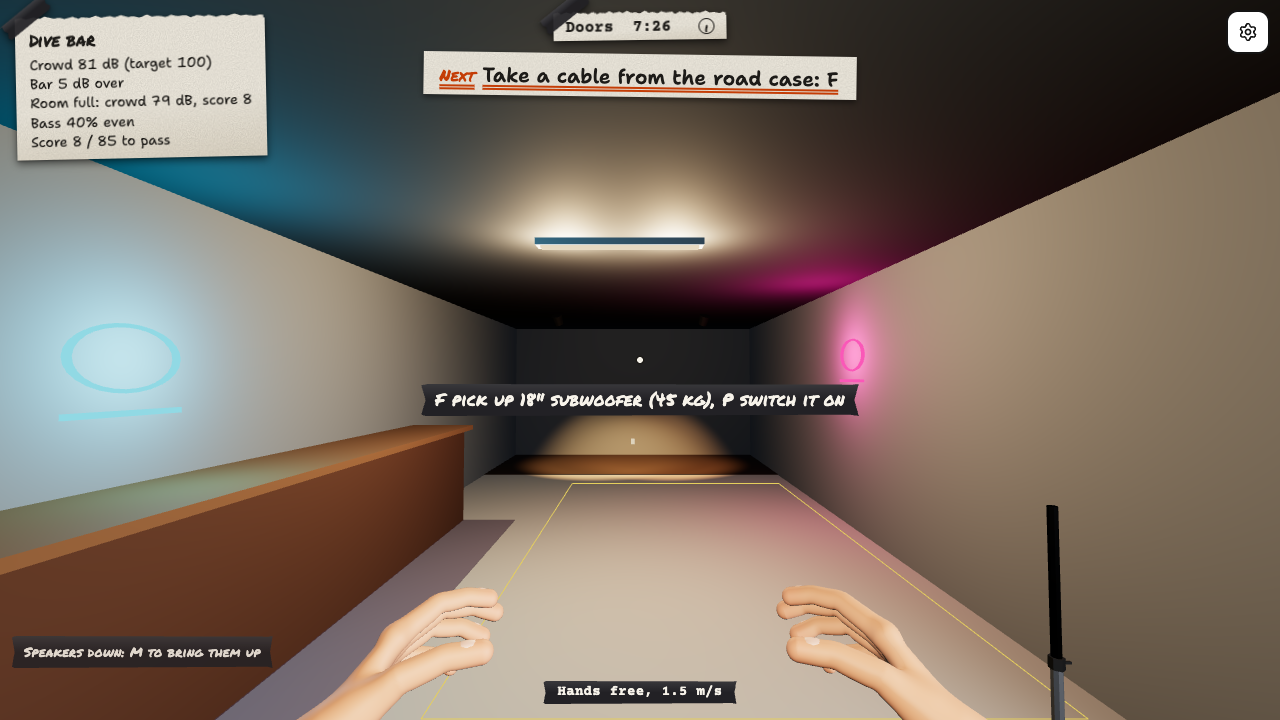 DIVE BAR
Crowd 81 dB (target 100)
Bar 5 dB over
Room full: crowd 79 dB, score 8
Bass 40% even
Score 8 / 85 to pass
Doors 7:26
NEXT Take a cable from the road case: F
F PICK UP 18" SUBWOOFER (45 KG), P SWITCH IT ON
SPEAKERS DOWN: M TO BRING THEM UP
Hands free, 1.5 m/s